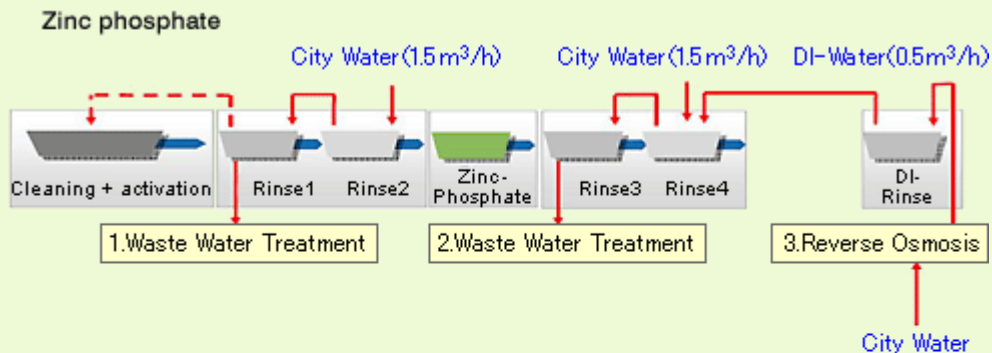 Zinc phosphate
City Water(1.5m³/h)
City Water(1.5m³/h)
DI-Water(0.5m³/h)
Cleaning + activation
Rinse1
Rinse2
Zinc-
Phosphate
Rinse3
Rinse4
DI-
Rinse
1.Waste Water Treatment
2.Waste Water Treatment
3.Reverse Osmosis
City Water